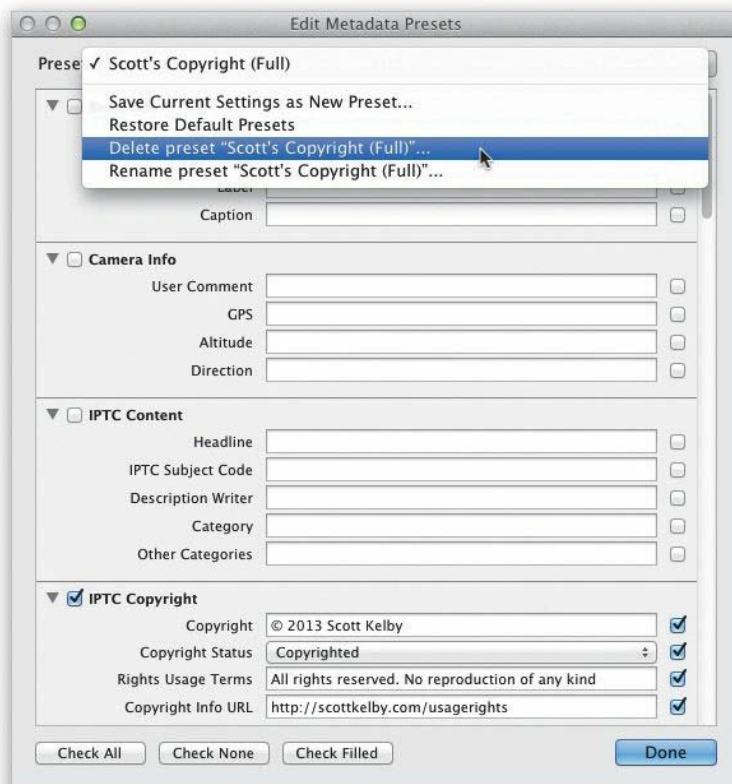 Edit Metadata Presets
Prese ✓ Scott's Copyright (Full)
Save Current Settings as New Preset...
Restore Default Presets
Delete preset “Scott's Copyright (Full)”...
Rename preset “Scott's Copyright (Full)”...
Label
Caption
Camera Info
User Comment
GPS
Altitude
Direction
IPTC Content
Headline
IPTC Subject Code
Description Writer
Category
Other Categories
IPTC Copyright
Copyright © 2013 Scott Kelby
Copyright Status Copyrighted
Rights Usage Terms All rights reserved. No reproduction of any kind
Copyright Info URL http://scottkelby.com/usagerights
Check All Check None Check Filled Done